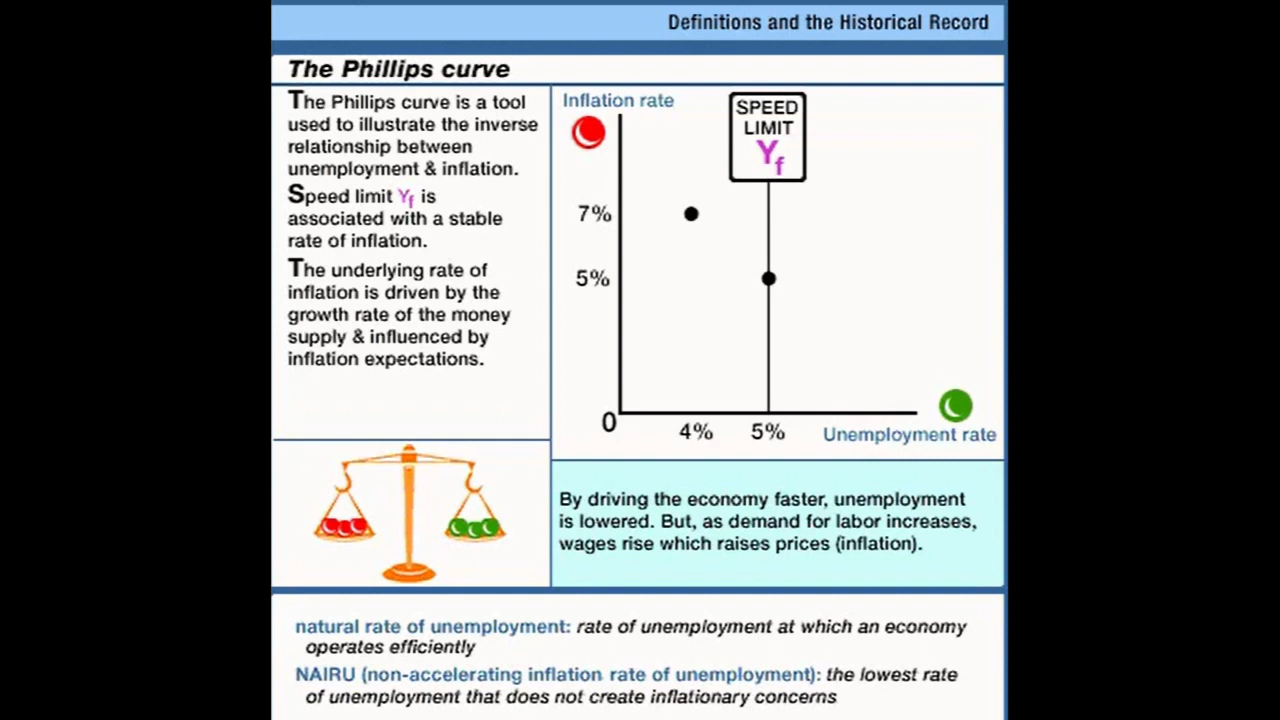 Definitions and the Historical Record
The Phillips curve
The Phillips curve is a tool
used to illustrate the inverse
relationship between
unemployment & inflation.
Speed limit Yf is
associated with a stable
rate of inflation.
The underlying rate of
inflation is driven by the
growth rate of the money
supply & influenced by
inflation expectations.
Inflation rate
SPEED
LIMIT
Yf
7%
5%
0
4% 5%
Unemployment rate
By driving the economy faster, unemployment
is lowered. But, as demand for labor increases,
wages rise which raises prices (inflation).
natural rate of unemployment: rate of unemployment at which an economy
operates efficiently
NAIRU (non-accelerating inflation rate of unemployment): the lowest rate
of unemployment that does not create inflationary concerns